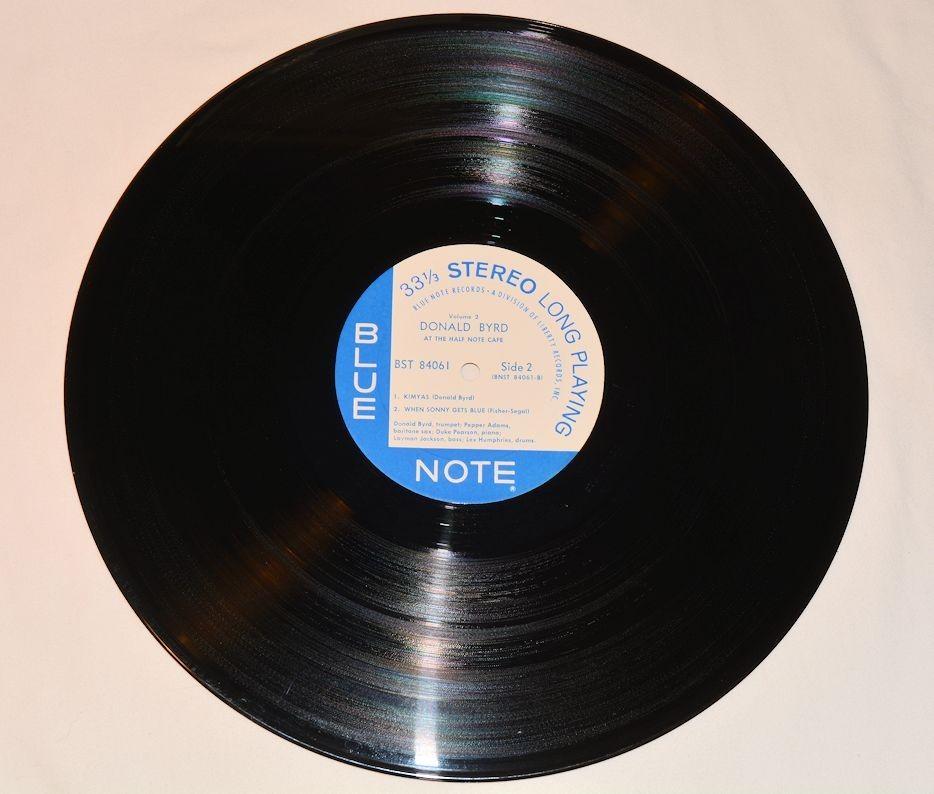 33⅓ STEREO LONG PLAYING
BLUE NOTE RECORDS • A DIVISION OF LIBERTY RECORDS, INC.
Volume 2
DONALD BYRD
AT THE HALF NOTE CAFE
BST 84061 Side 2
(BNST 84061-B)
1. KIMYAS (Donald Byrd)
2. WHEN SONNY GETS BLUE (Fisher-Segal)
Donald Byrd, trumpet; Pepper Adams,
baritone sax; Duke Pearson, piano;
Laymon Jackson, bass; Lex Humphries, drums.
BLUE
NOTE®